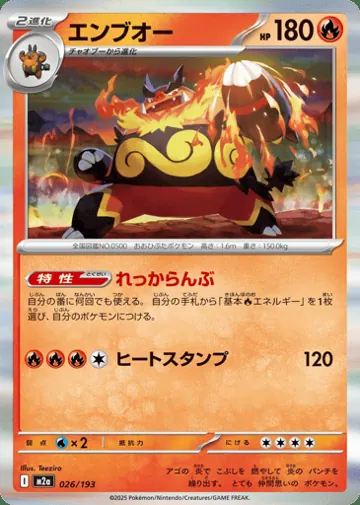 2進化
エンブオー
HP 180
チャオブーから進化
全国図鑑NO.0500 おおひぶたポケモン 高さ:1.6m 重さ:150.0kg
特性 とくせい れっからんぶ
自分の番に何回でも使える。自分の手札から「基本エネルギー」を1枚
選び、自分のポケモンにつける。
ヒートスタンプ 120
弱点 ×2 抵抗力 にげる
Illus. Teeziro
I m2a 026/193
アゴの 炎で こぶしを 燃やして 炎の パンチを
繰り出す。とても 仲間思いの ポケモン。
©2025 Pokémon/Nintendo/Creatures/GAME FREAK.